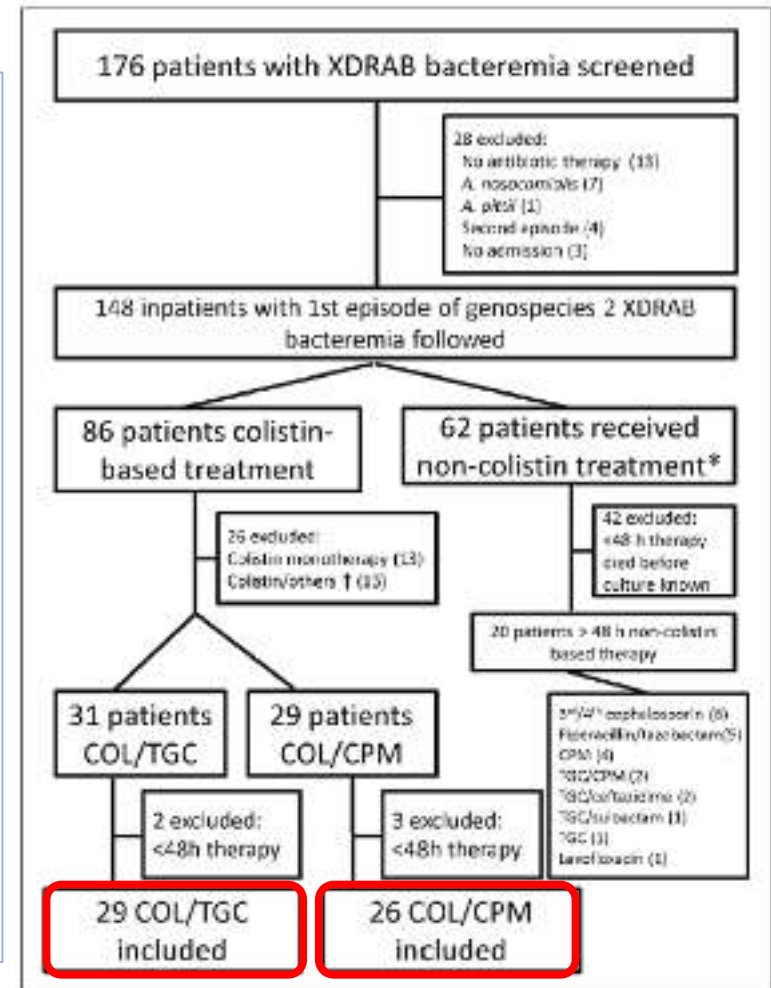 176 patients with XDRAB bacteremia screened
28 excluded:
No antibiotic therapy (13)
A. nosocomialis (7)
A. pittii (1)
Second episode (4)
No admission (3)
148 inpatients with 1st episode of genospecies 2 XDRAB
bacteremia followed
86 patients colistin-
based treatment
62 patients received
non-colistin treatment*
26 excluded:
Colistin monotherapy (13)
Colistin/others † (13)
42 excluded:
<48 h therapy
died before
culture known
20 patients > 48 h non-colistin
based therapy
31 patients
COL/TGC
29 patients
COL/CPM
3rd/4th cephalosporin (6)
Piperacillin/tazobactam(5)
CPM (4)
TGC/CPM (2)
TGC/ceftazidime (2)
TGC/sulbactam (1)
TGC (1)
Levofloxacin (1)
2 excluded:
<48h therapy
3 excluded:
<48h therapy
29 COL/TGC
included
26 COL/CPM
included